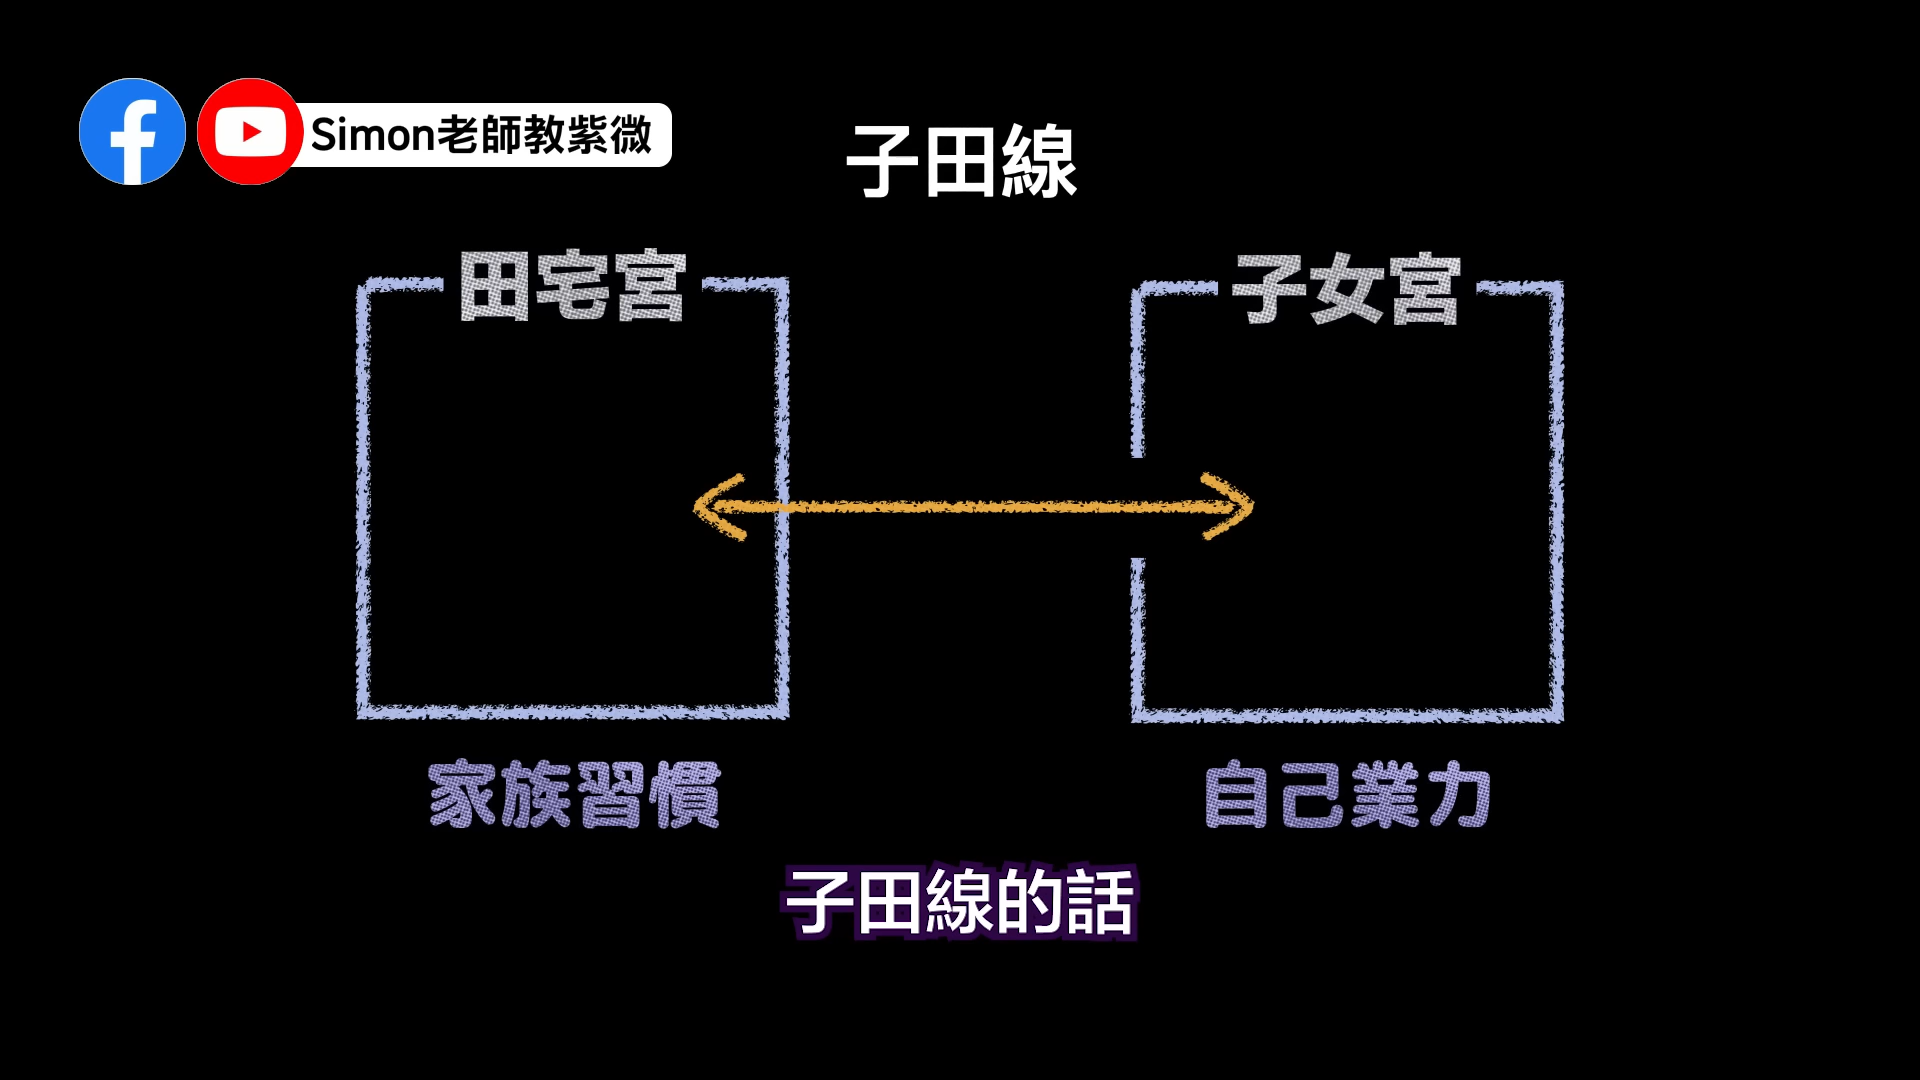 Simon老師教紫微
子田線
田宅宮
子女宮
家族習慣
自己業力
子田線的話